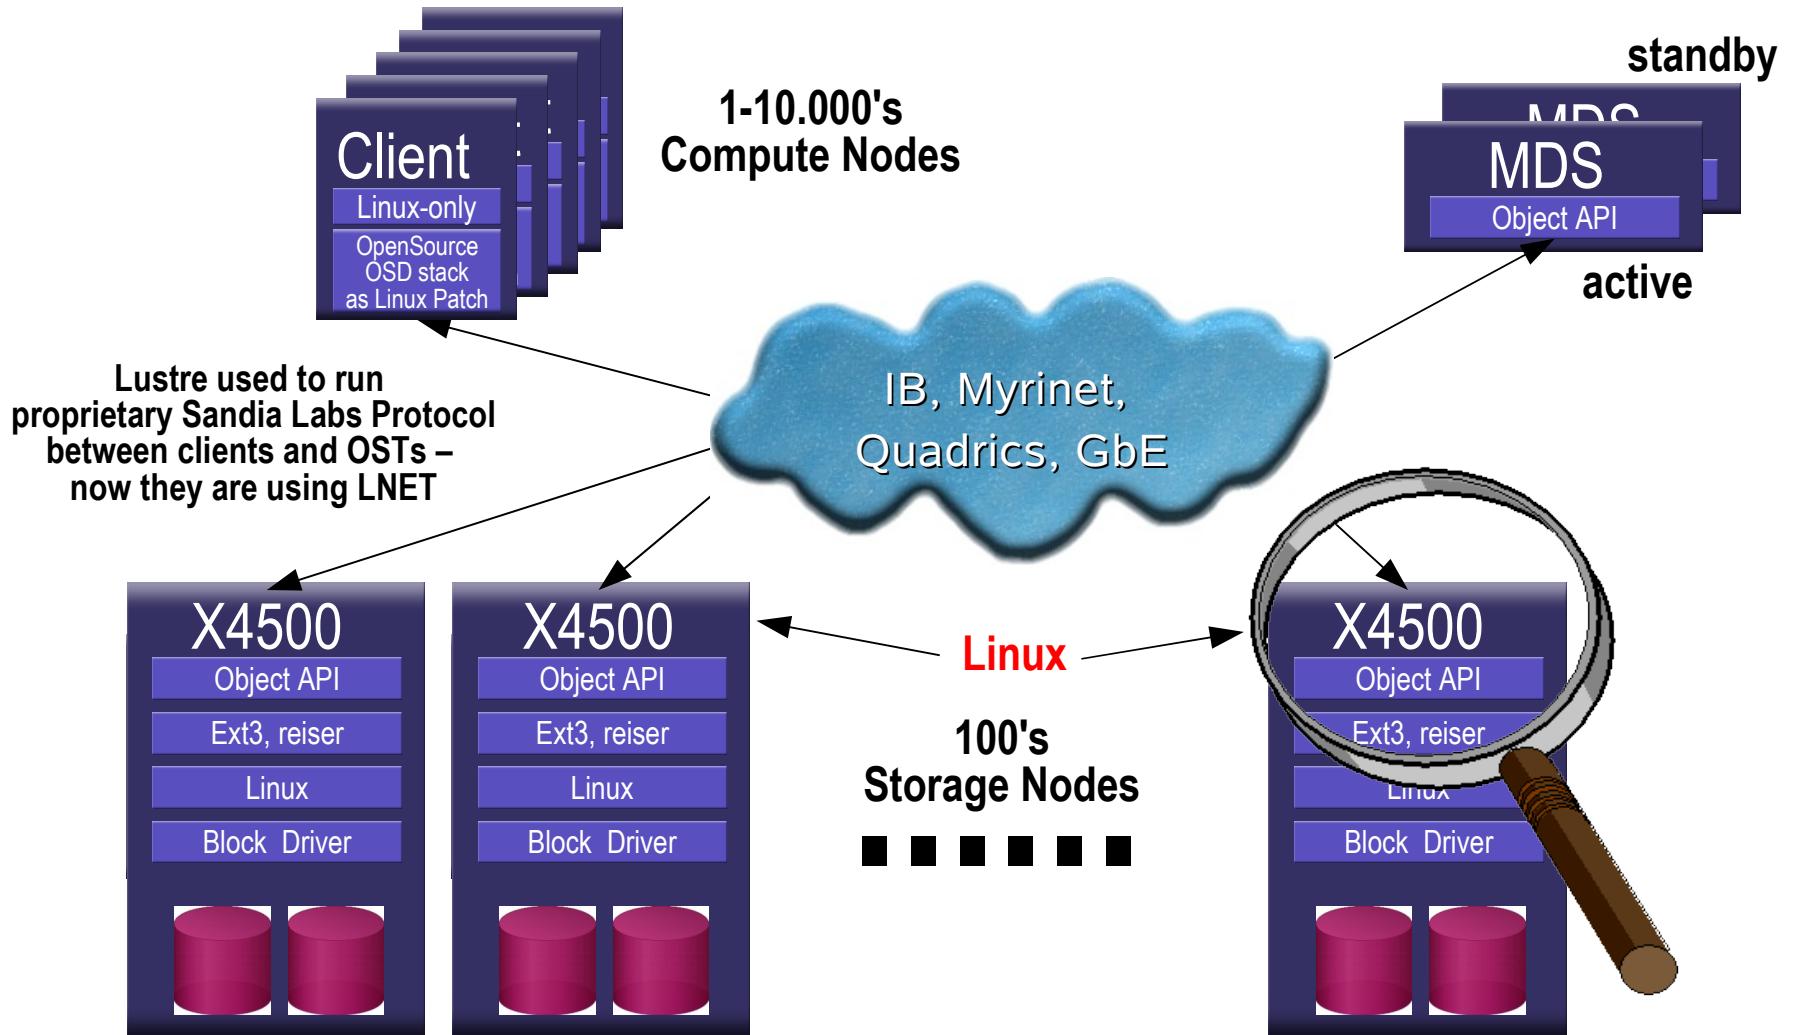 standby
1-10.000's
Compute Nodes
MDS
MDS
Object API
active
Client
Linux-only
OpenSource
OSD stack
as Linux Patch
Lustre used to run
proprietary Sandia Labs Protocol
between clients and OSTs –
now they are using LNET
IB, Myrinet,
Quadrics, GbE
X4500
Object API
Ext3, reiser
Linux
Block Driver
X4500
Object API
Ext3, reiser
Linux
Block Driver
Linux
100's
Storage Nodes
X4500
Object API
Ext3, reiser
Linux
Block Driver